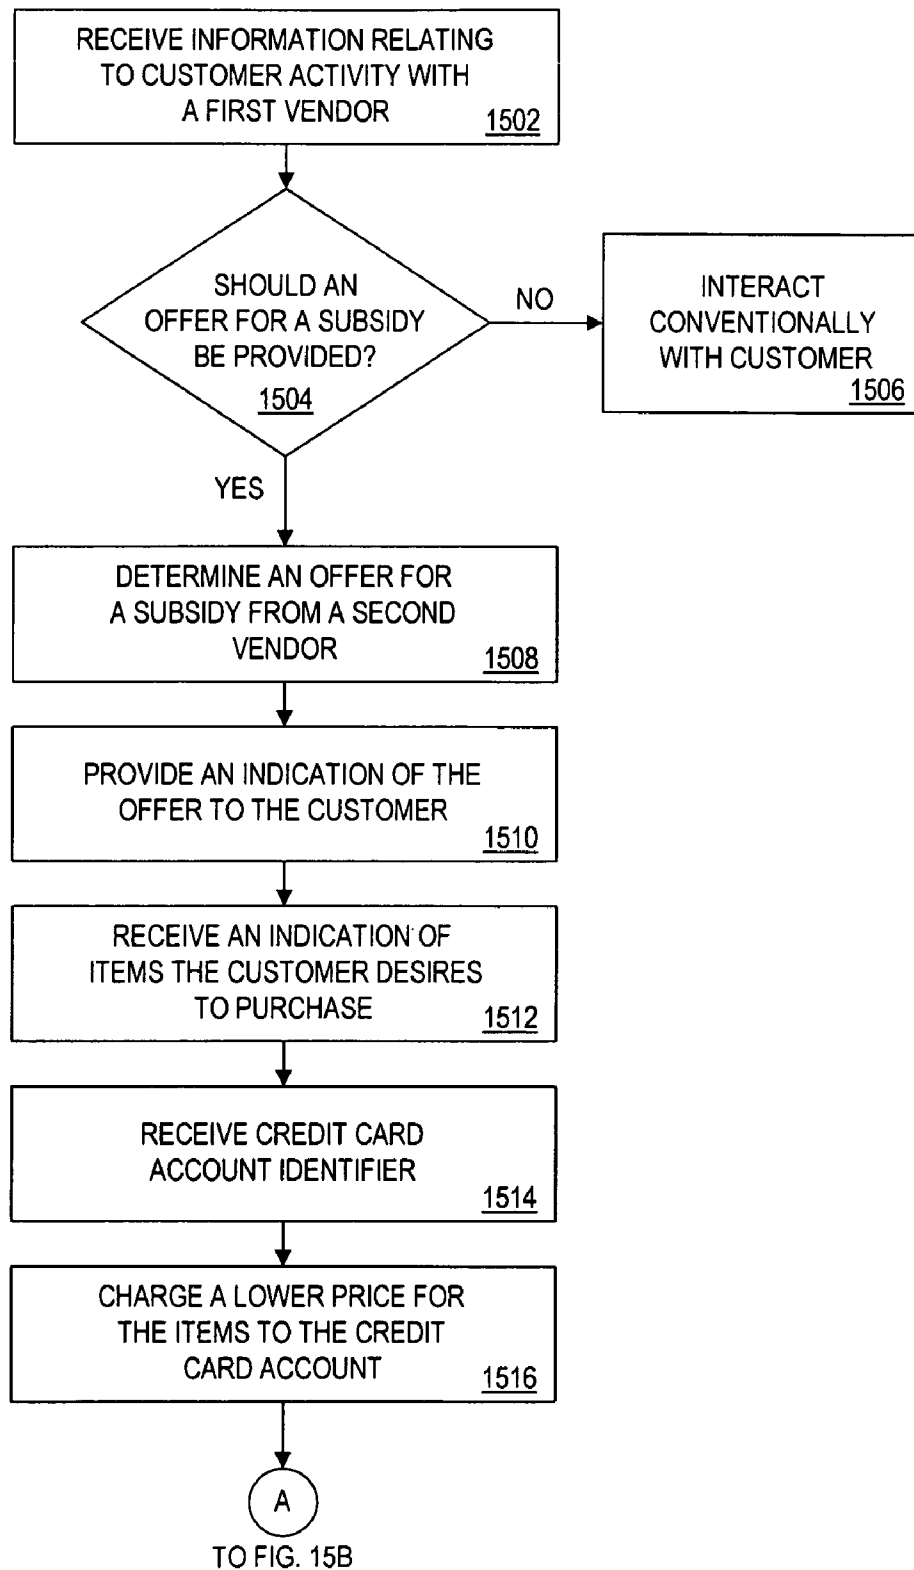 RECEIVE INFORMATION RELATING
TO CUSTOMER ACTIVITY WITH
A FIRST VENDOR
1502
SHOULD AN
OFFER FOR A SUBSIDY
BE PROVIDED?
1504
NO
INTERACT
CONVENTIONALLY
WITH CUSTOMER
1506
YES
DETERMINE AN OFFER FOR
A SUBSIDY FROM A SECOND
VENDOR
1508
PROVIDE AN INDICATION OF THE
OFFER TO THE CUSTOMER
1510
RECEIVE AN INDICATION OF
ITEMS THE CUSTOMER DESIRES
TO PURCHASE
1512
RECEIVE CREDIT CARD
ACCOUNT IDENTIFIER
1514
CHARGE A LOWER PRICE FOR
THE ITEMS TO THE CREDIT
CARD ACCOUNT
1516
A
TO FIG. 15B